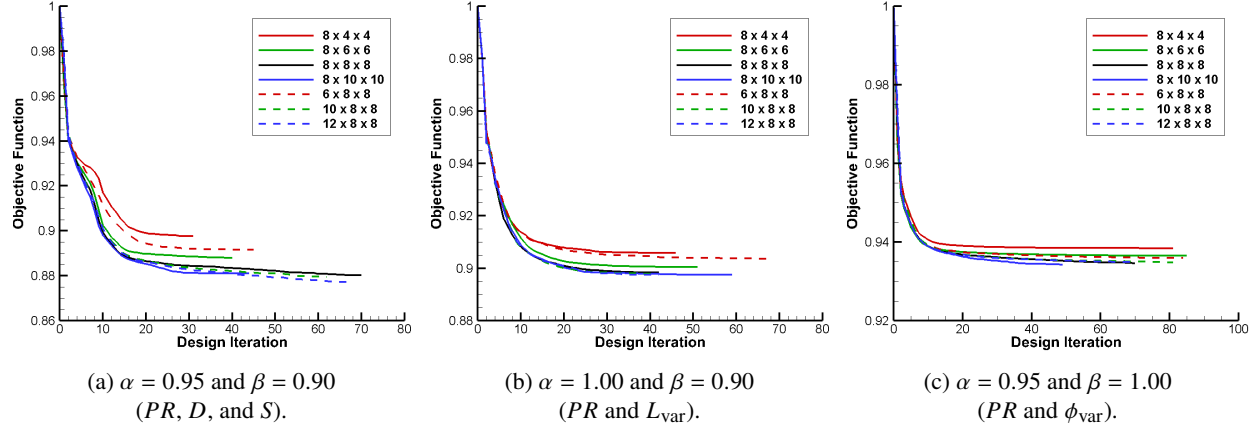 Objective Function
0.98
0.96
0.94
0.92
0.9
0.88
0.86
0 10 20 30 40 50 60 70 80
Design Iteration
8 x 4 x 4
8 x 6 x 6
8 x 8 x 8
8 x 10 x 10
6 x 8 x 8
10 x 8 x 8
12 x 8 x 8
(a) α = 0.95 and β = 0.90
(PR, D, and S).
Objective Function
0.98
0.96
0.94
0.92
0.9
0.88
0 10 20 30 40 50 60 70 80
Design Iteration
8 x 4 x 4
8 x 6 x 6
8 x 8 x 8
8 x 10 x 10
6 x 8 x 8
10 x 8 x 8
12 x 8 x 8
(b) α = 1.00 and β = 0.90
(PR and Lvar).
Objective Function
0.98
0.96
0.94
0.92
0 20 40 60 80 100
Design Iteration
8 x 4 x 4
8 x 6 x 6
8 x 8 x 8
8 x 10 x 10
6 x 8 x 8
10 x 8 x 8
12 x 8 x 8
(c) α = 0.95 and β = 1.00
(PR and ϕvar).